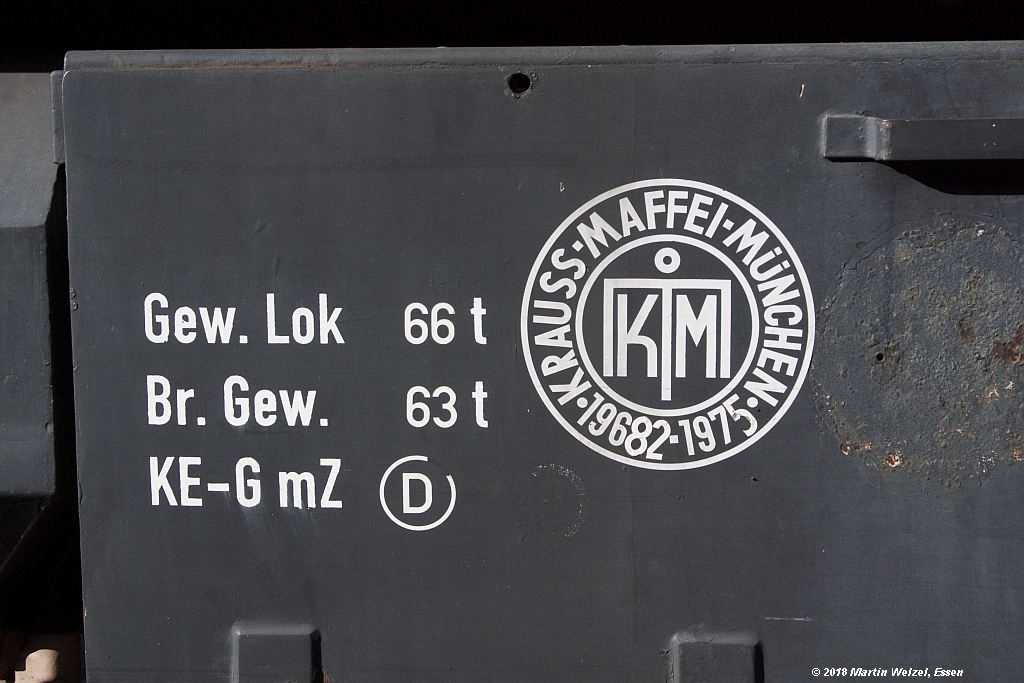 Gew. Lok 66 t
Br. Gew. 63 t
KE-G mZ D
KRAUSS·MAFFEI·MÜNCHEN·19682-1975·
KM
© 2018 Martin Welzel, Essen